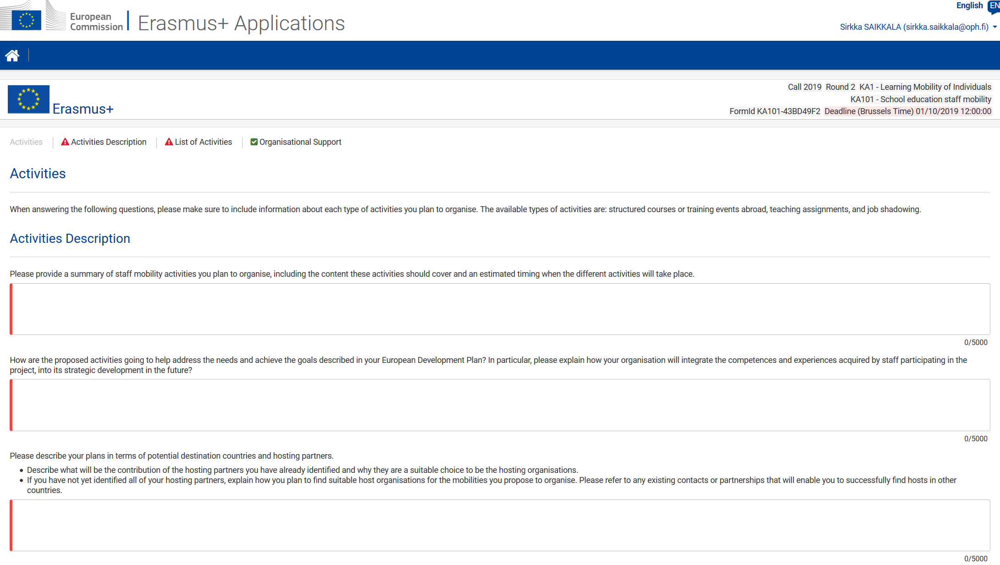 English EN
European
Commission
Erasmus+ Applications
Sirkka SAIKKALA (sirkka.saikkala@oph.fi)
Erasmus+
Call 2019 Round 2 KA1 - Learning Mobility of Individuals
KA101 - School education staff mobility
FormId KA101-43BD49F2 Deadline (Brussels Time) 01/10/2019 12:00:00
Activities Activities Description List of Activities Organisational Support
Activities
When answering the following questions, please make sure to include information about each type of activities you plan to organise. The available types of activities are: structured courses or training events abroad, teaching assignments, and job shadowing.
Activities Description
Please provide a summary of staff mobility activities you plan to organise, including the content these activities should cover and an estimated timing when the different activities will take place.
0/5000
How are the proposed activities going to help address the needs and achieve the goals described in your European Development Plan? In particular, please explain how your organisation will integrate the competences and experiences acquired by staff participating in the
project, into its strategic development in the future?
0/5000
Please describe your plans in terms of potential destination countries and hosting partners.
• Describe what will be the contribution of the hosting partners you have already identified and why they are a suitable choice to be the hosting organisations.
• If you have not yet identified all of your hosting partners, explain how you plan to find suitable host organisations for the mobilities you propose to organise. Please refer to any existing contacts or partnerships that will enable you to successfully find hosts in other
countries.
0/5000